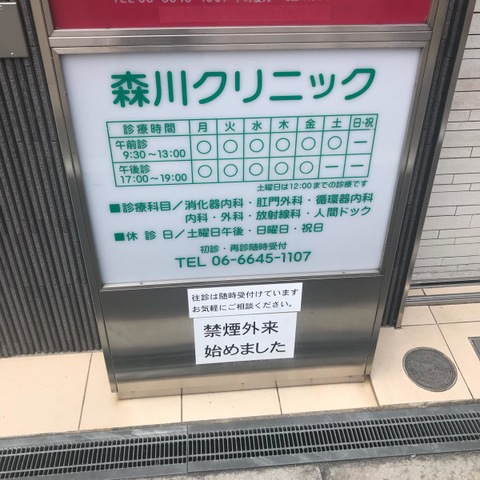 森川クリニック
診療時間 月 火 水 木 金 土 日・祝
午前診 9:30～13:00 ○ ○ ○ ○ ○ ○ ー
午後診 17:00～19:00 ○ ○ ○ ○ ○ ー ー
土曜日は12:00までの診療です
■診療科目／消化器内科・肛門外科・循環器内科
内科・外科・放射線科・人間ドック
■休診日／土曜日午後・日曜日・祝日
初診・再診随時受付
TEL 06-6645-1107
往診は随時受付けています
お気軽にご相談ください。
禁煙外来
始めました